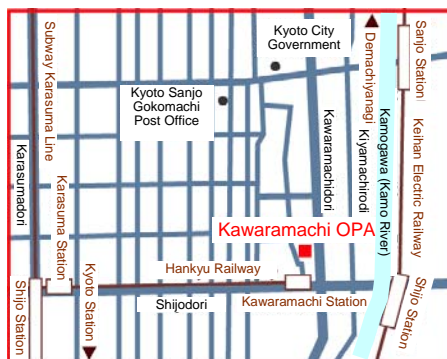 Subway Karasuma Line
Kyoto City
Government
Demachiyanagi
Sanjo Station
Kyoto Sanjo
Gokomachi
Post Office
Karasumadori
Kawaramachidori
Kiyamachirodi
Kamogawa (Kamo River)
Keihan Electric Railway
Karasuma Station
Kawaramachi OPA
Shijo Station
Kyoto Station
Hankyu Railway
Kawaramachi Station
Shijodori
Shijo Station